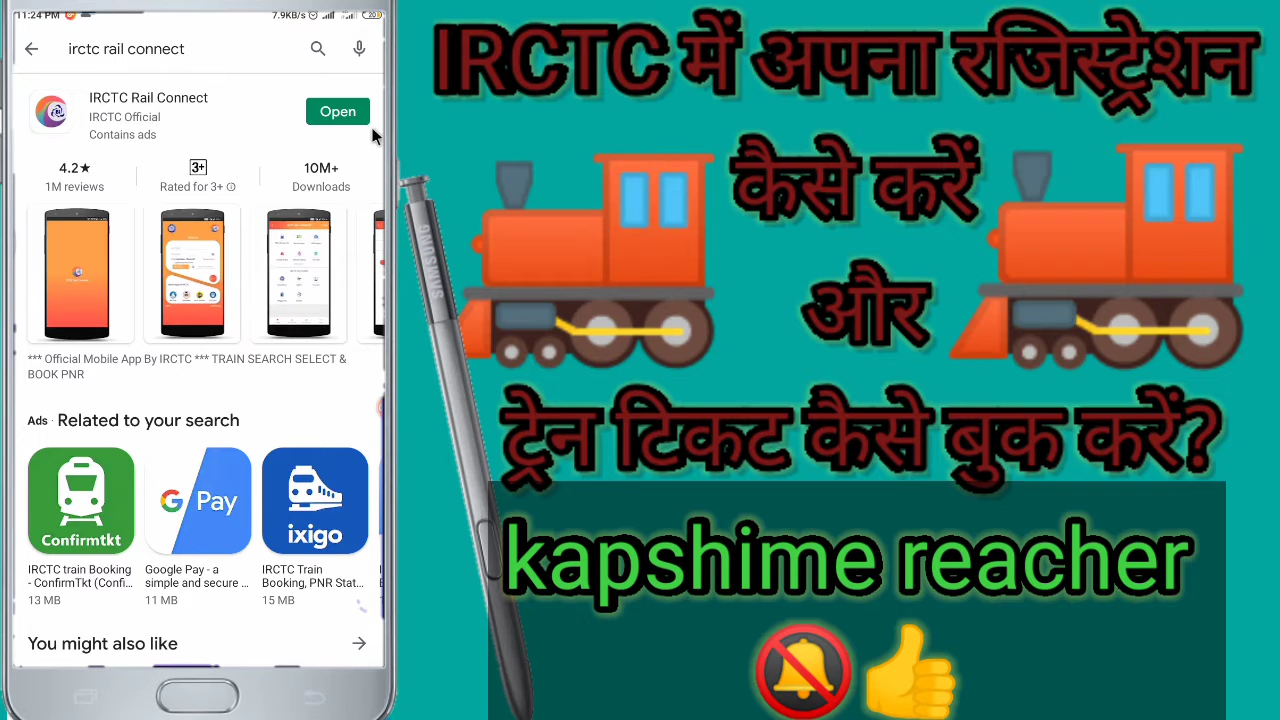 11:24 PM
7.9KB/s
20
irctc rail connect
IRCTC Rail Connect
IRCTC Official
Contains ads
Open
4.2★
1M reviews
3+
Rated for 3+
10M+
Downloads
*** Official Mobile App By IRCTC *** TRAIN SEARCH SELECT &
BOOK PNR
Ads · Related to your search
Confirmtkt
G Pay
ixigo
IRCTC train Booking
- ConfirmTkt (Confi...
13 MB
Google Pay - a
simple and secure ...
11 MB
IRCTC Train
Booking, PNR Stat...
15 MB
You might also like
SAMSUNG
IRCTC में अपना रजिस्ट्रेशन
कैसे करें
और
ट्रेन टिकट कैसे बुक करें?
kapshime reacher